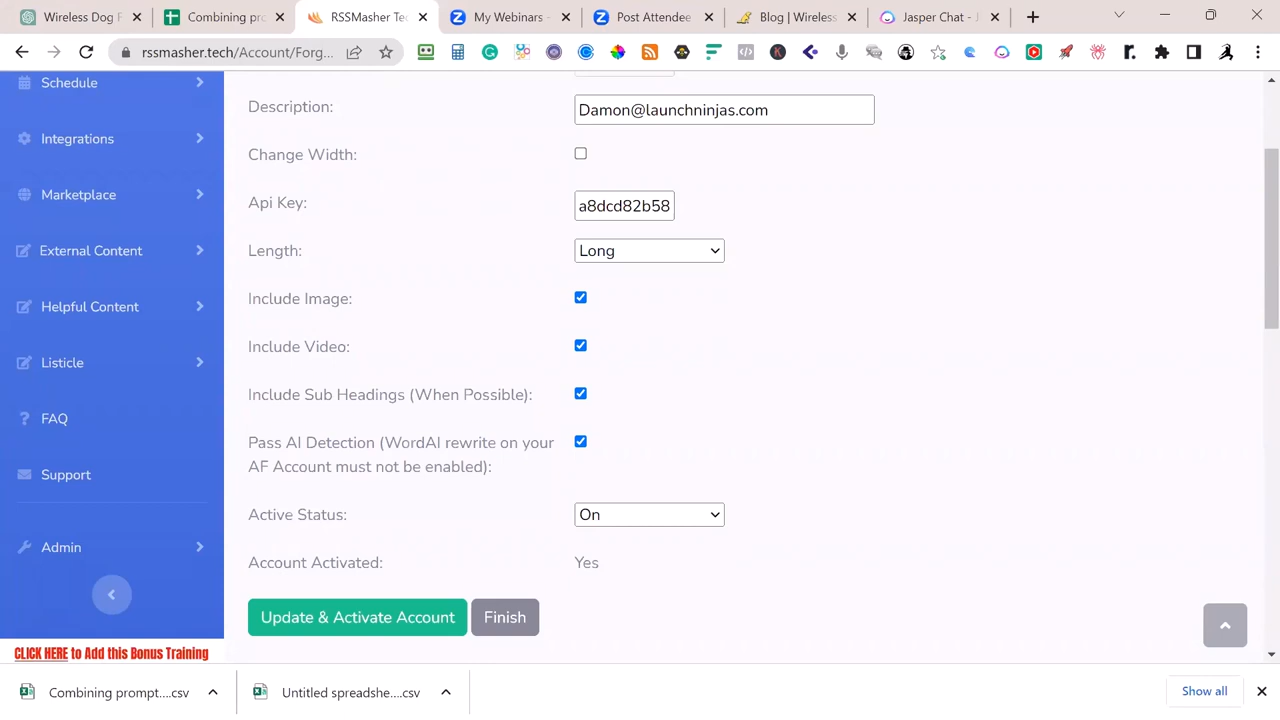 Wireless Dog F
Combining pro
RSSMasher Tec
My Webinars -
Post Attendee
Blog | Wireless
Jasper Chat - J
rssmasher.tech/Account/Forg...
Schedule
Integrations
Marketplace
External Content
Helpful Content
Listicle
FAQ
Support
Admin
CLICK HERE to Add this Bonus Training
Description:
Damon@launchninjas.com
Change Width:
Api Key:
a8dcd82b58
Length:
Long
Include Image:
Include Video:
Include Sub Headings (When Possible):
Pass AI Detection (WordAI rewrite on your
AF Account must not be enabled):
Active Status:
On
Account Activated:
Yes
Update & Activate Account
Finish
Combining prompt....csv
Untitled spreadshe....csv
Show all